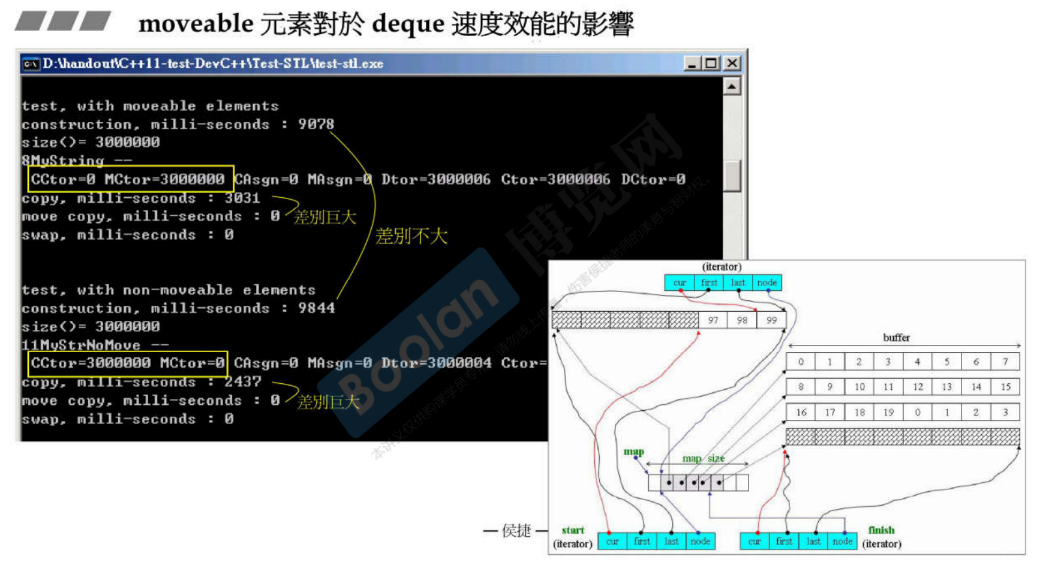 moveable 元素對於 deque 速度效能的影響
D:\handout\C++11-test-DevC++\Test-STL\test-stl.exe
test, with moveable elements
construction, milli-seconds : 9078
size()= 3000000
8MyString --
CCtor=0 MCtor=3000000 CAsgn=0 MAsgn=0 Dtor=3000006 Ctor=3000006 DCtor=0
copy, milli-seconds : 3031
move copy, milli-seconds : 0
差別巨大
swap, milli-seconds : 0
差別不大
test, with non-moveable elements
construction, milli-seconds : 9844
size()= 3000000
11MyStrNoMove --
CCtor=3000000 MCtor=0 CAsgn=0 MAsgn=0 Dtor=3000004 Ctor=
copy, milli-seconds : 2437
move copy, milli-seconds : 0
差別巨大
swap, milli-seconds : 0
(iterator)
cur first last node
97 98 99
buffer
0 1 2 3 4 5 6 7
8 9 10 11 12 13 14 15
16 17 18 19 0 1 2 3
map
map size
start
(iterator)
cur first last node
finish
(iterator)
cur first last node
— 侯捷 —
Boolan
博览网